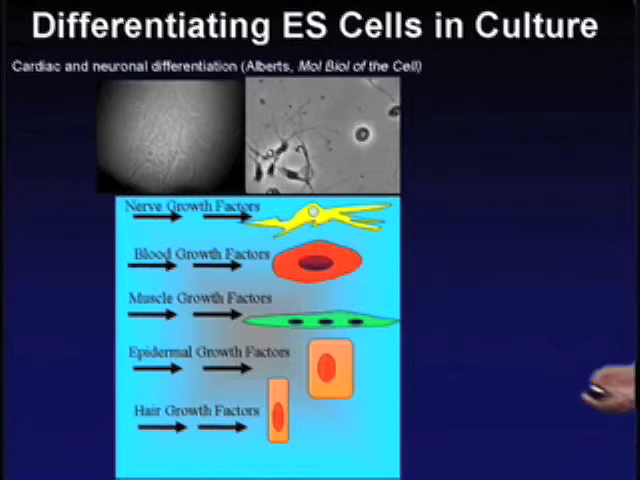 Differentiating ES Cells in Culture
Cardiac and neuronal differentiation (Alberts, Mol Biol of the Cell)
Nerve Growth Factors
Blood Growth Factors
Muscle Growth Factors
Epidermal Growth Factors
Hair Growth Factors